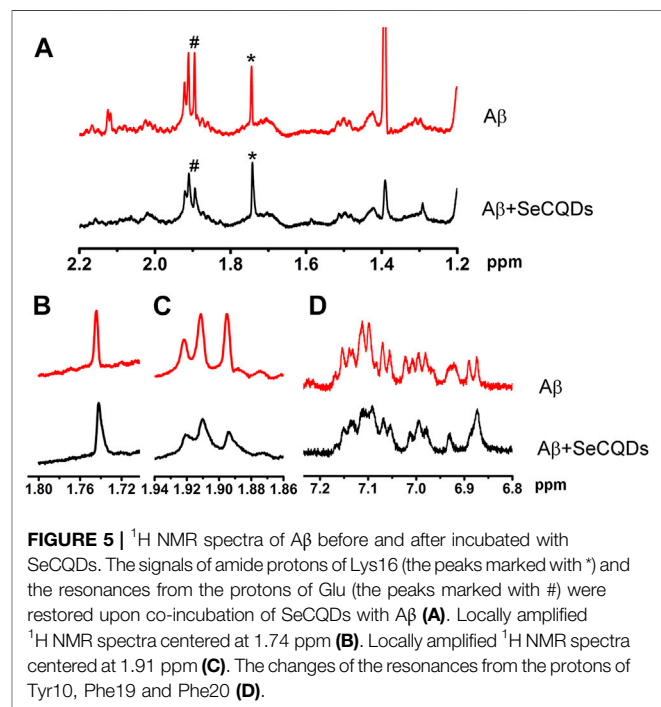 A
#
*
Aβ
#
*
Aβ+SeCQDs
2.2 2.0 1.8 1.6 1.4 1.2
ppm
B C D
Aβ
Aβ+SeCQDs
1.80 1.76 1.72 1.94 1.92 1.90 1.88 1.86 7.2 7.1 7.0 6.9 6.8
ppm
FIGURE 5 | ¹H NMR spectra of Aβ before and after incubated with
SeCQDs. The signals of amide protons of Lys16 (the peaks marked with *) and
the resonances from the protons of Glu (the peaks marked with #) were
restored upon co-incubation of SeCQDs with Aβ (A). Locally amplified
¹H NMR spectra centered at 1.74 ppm (B). Locally amplified ¹H NMR spectra
centered at 1.91 ppm (C). The changes of the resonances from the protons of
Tyr10, Phe19 and Phe20 (D).